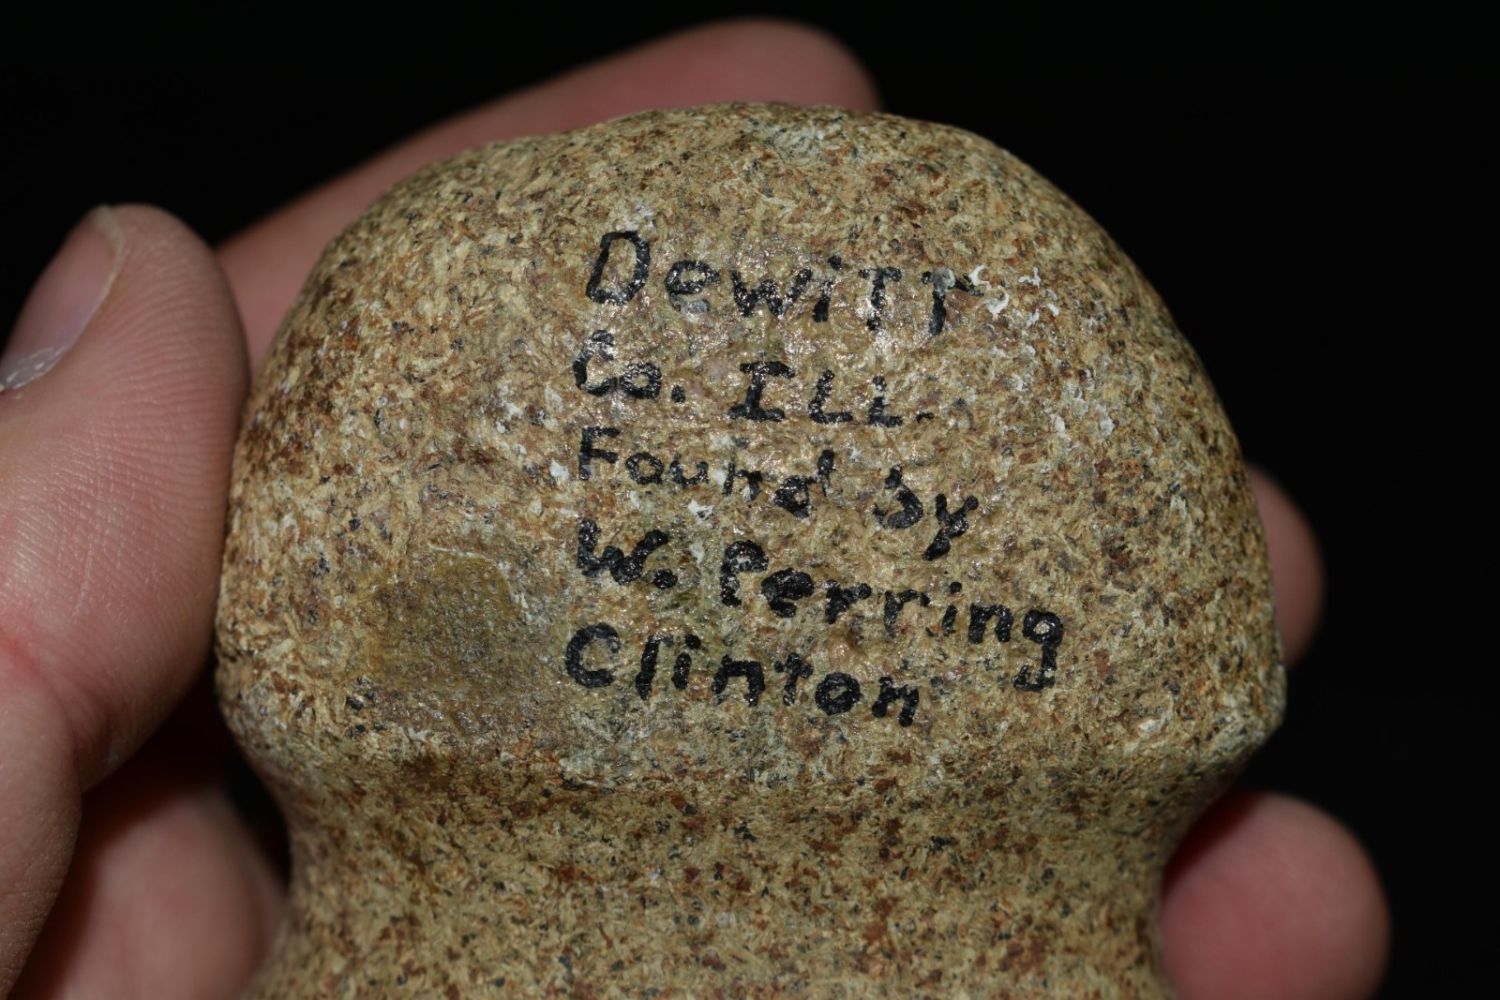 DewiTT
Co. ILL.
Found by
W. Perring
Clinton